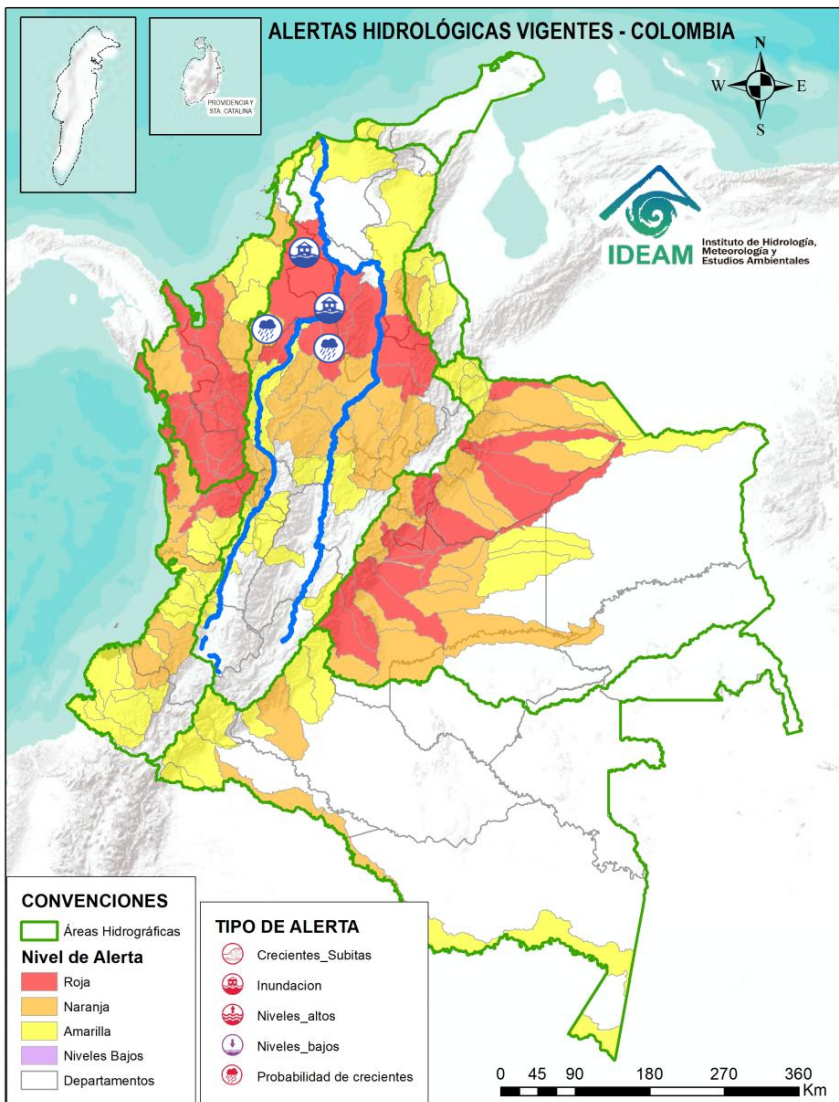 ALERTAS HIDROLÓGICAS VIGENTES - COLOMBIA
PROVIDENCIA Y
STA. CATALINA
N
W
E
S
IDEAM
Instituto de Hidrología,
Meteorología y
Estudios Ambientales
CONVENCIONES
Áreas Hidrográficas
Nivel de Alerta
Roja
Naranja
Amarilla
Niveles Bajos
Departamentos
TIPO DE ALERTA
Crecientes_Subitas
Inundacion
Niveles_altos
Niveles_bajos
Probabilidad de crecientes
0 45 90 180 270 360
Km